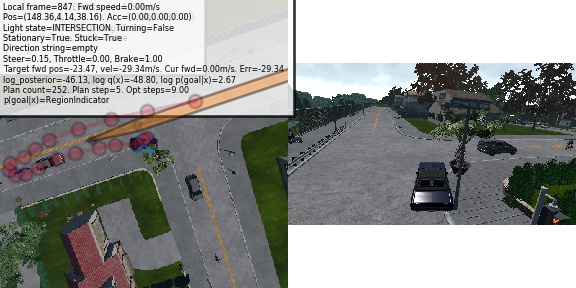 Local frame=847. Fwd speed=0.00m/s
Pos=(148.36,4.14,38.16). Acc=(0.00,0.00,0.00)
Light state=INTERSECTION. Turning=False
Stationary=True. Stuck=True
Direction string=empty
Steer=0.15, Throttle=0.00, Brake=1.00
Target fwd pos=-23.47, vel=-29.34m/s. Cur fwd=0.00m/s. Err=-29.34
log_posterior=-46.13, log q(x)=-48.80, log p(goal|x)=2.67
Plan count=252. Plan step=5. Opt steps=9.00
p(goal|x)=RegionIndicator